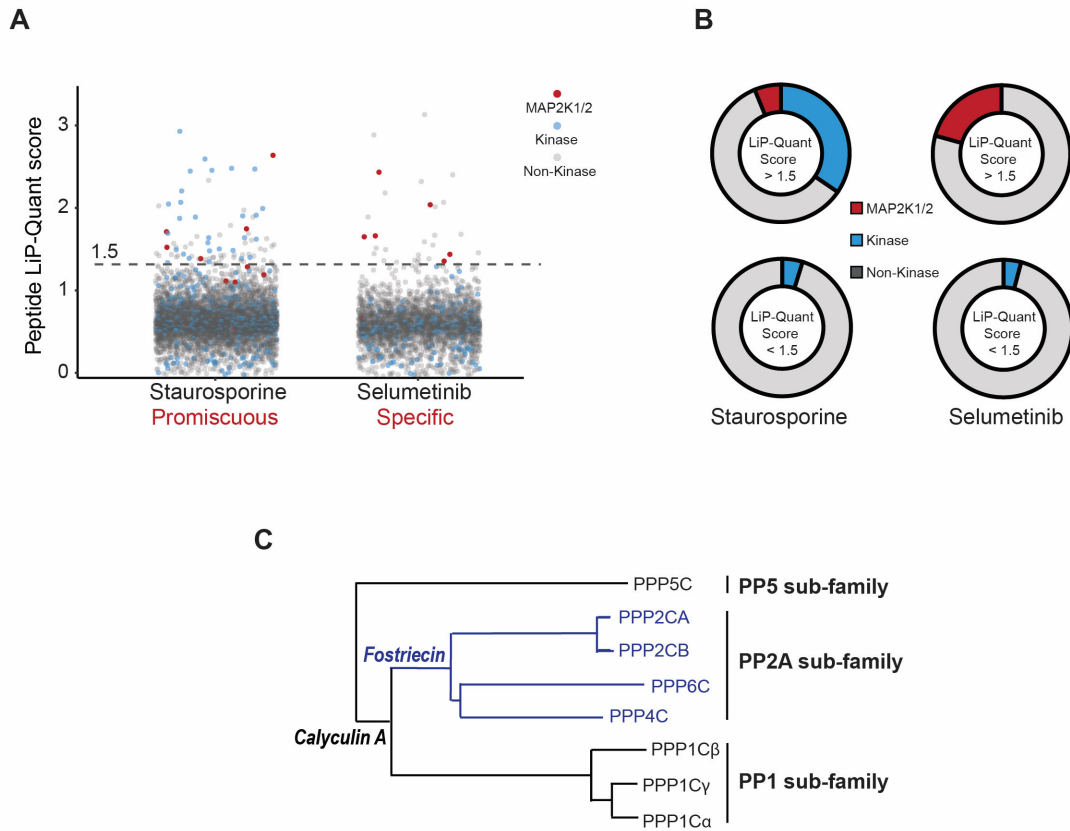 A
Peptide LiP-Quant score
3
2
1
0
1.5
MAP2K1/2
Kinase
Non-Kinase
Staurosporine
Promiscuous
Selumetinib
Specific
B
LiP-Quant
Score
> 1.5
LiP-Quant
Score
> 1.5
MAP2K1/2
Kinase
Non-Kinase
LiP-Quant
Score
< 1.5
LiP-Quant
Score
< 1.5
Staurosporine
Selumetinib
C
PPP5C
PP5 sub-family
Fostriecin
PPP2CA
PPP2CB
PPP6C
PPP4C
PP2A sub-family
Calyculin A
PPP1Cβ
PPP1Cγ
PPP1Cα
PP1 sub-family